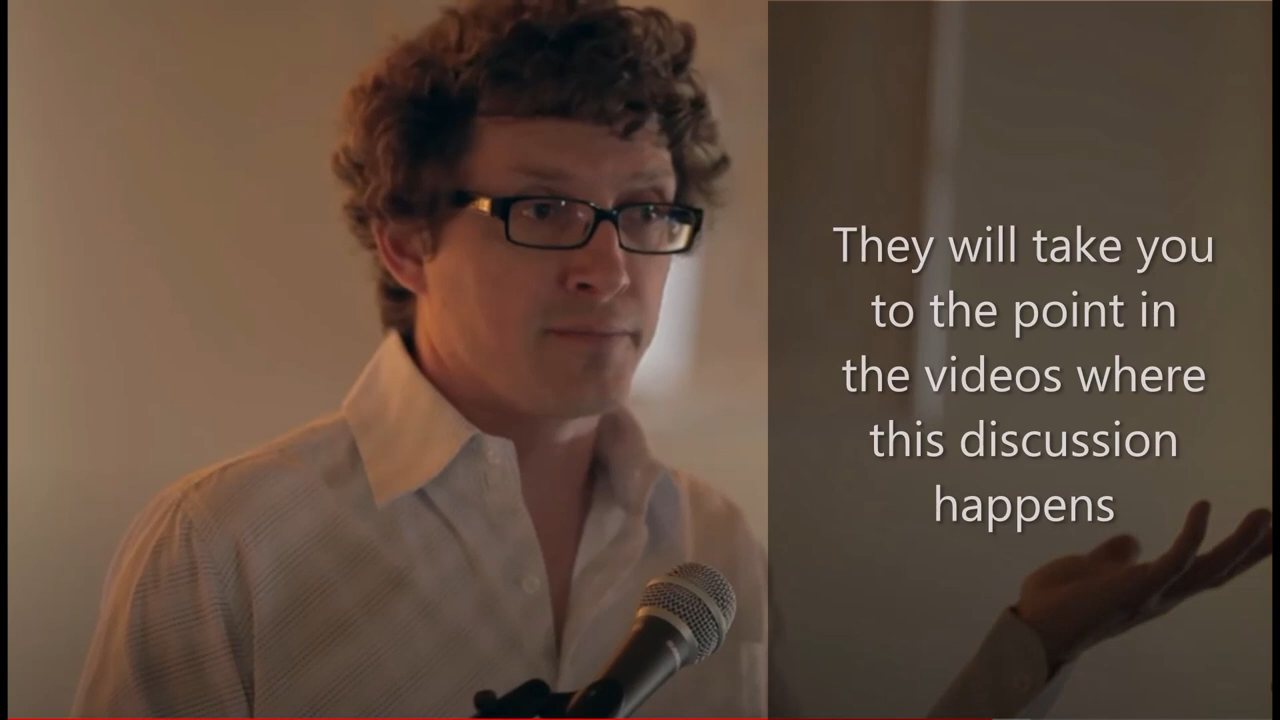 They will take you
to the point in
the videos where
this discussion
happens